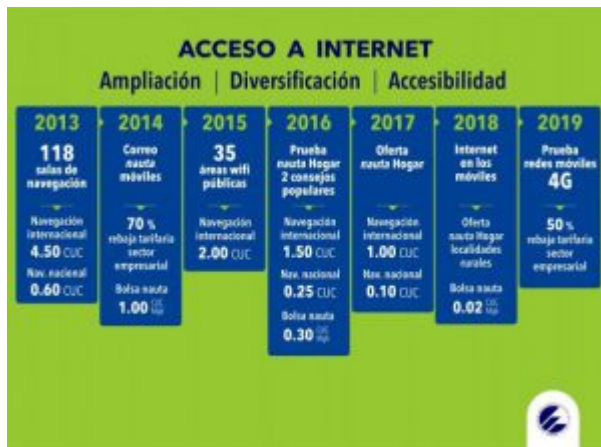 ACCESO A INTERNET
Ampliación | Diversificación | Accesibilidad
2013
118
salas de
navegación
Navegación
internacional
4.50 CUC
Nav. nacional
0.60 CUC
2014
Correo
nauta
móviles
70 %
rebaja tarifaria
sector
empresarial
Bolsa nauta
1.00
2015
35
áreas wifi
públicas
Navegación
internacional
2.00 CUC
2016
Prueba
nauta Hogar
2 consejos
populares
Navegación
internacional
1.50 CUC
Nav. nacional
0.25 CUC
Bolsa nauta
0.30
2017
Oferta
nauta Hogar
Navegación
internacional
1.00 CUC
Nav. nacional
0.10 CUC
2018
Internet
en los
móviles
Oferta
nauta Hogar
localidades
rurales
Bolsa nauta
0.02
2019
Prueba
redes móviles
4G
50 %
rebaja tarifaria
sector
empresarial